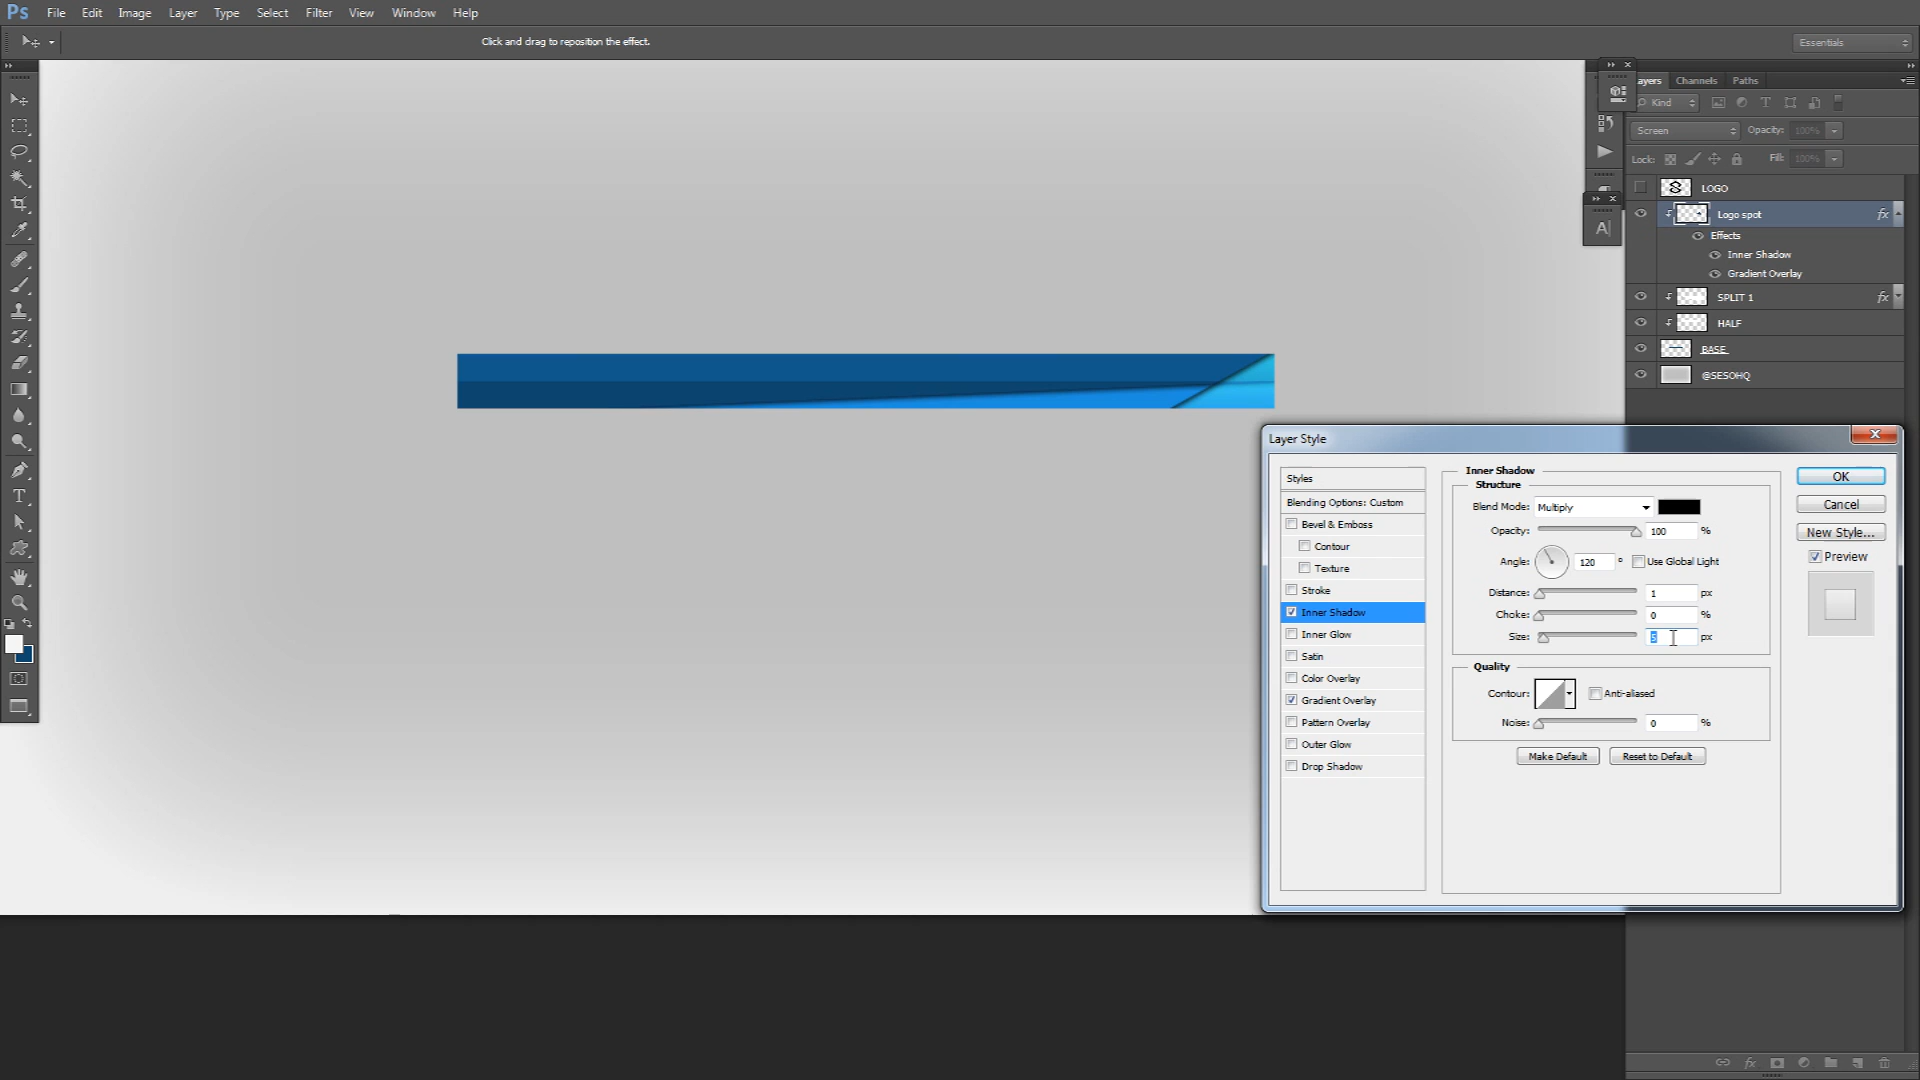 Ps File Edit Image Layer Type Select Filter View Window Help
Click and drag to reposition the effect.
Essentials
ayers Channels Paths
Kind
Screen Opacity: 100%
Lock: Fill: 100%
LOGO
Logo spot fx
Effects
Inner Shadow
Gradient Overlay
SPLIT 1 fx
HALF
BASE
@SESOHQ
A
T
Layer Style
Styles
Blending Options: Custom
Bevel & Emboss
Contour
Texture
Stroke
Inner Shadow
Inner Glow
Satin
Color Overlay
Gradient Overlay
Pattern Overlay
Outer Glow
Drop Shadow
Inner Shadow
Structure
Blend Mode: Multiply
Opacity: 100 %
Angle: 120 ° Use Global Light
Distance: 1 px
Choke: 0 %
Size: 5 px
Quality
Contour: Anti-aliased
Noise: 0 %
Make Default Reset to Default
OK
Cancel
New Style...
Preview
fx